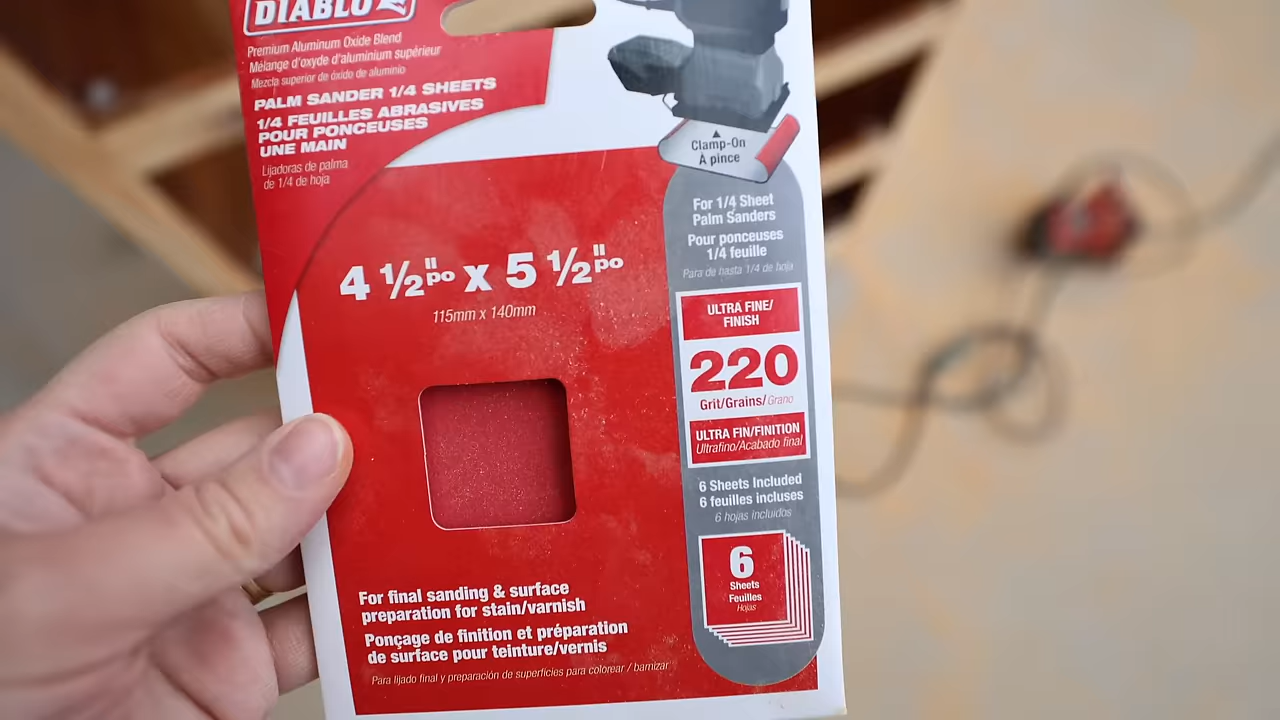 DIABLO
Premium Aluminum Oxide Blend
Mélange d'oxyde d'aluminium supérieur
Mezcla superior de óxido de aluminio
PALM SANDER 1/4 SHEETS
1/4 FEUILLES ABRASIVES
POUR PONCEUSES
UNE MAIN
Lijadoras de palma
de 1/4 de hoja
4 ½"po x 5 ½"po
115mm x 140mm
For final sanding & surface
preparation for stain/varnish
Ponçage de finition et préparation
de surface pour teinture/vernis
Para lijado final y preparación de superficies para colorear / barnizar
Clamp-On
À pince
For 1/4 Sheet
Palm Sanders
Pour ponceuses
1/4 feuille
Para de hasta 1/4 de hoja
ULTRA FINE/
FINISH
220
Grit/Grains/Grano
ULTRA FIN/FINITION
Ultrafino/Acabado final
6 Sheets Included
6 feuilles incluses
6 hojas incluidos
6
Sheets
Feuilles
Hojas